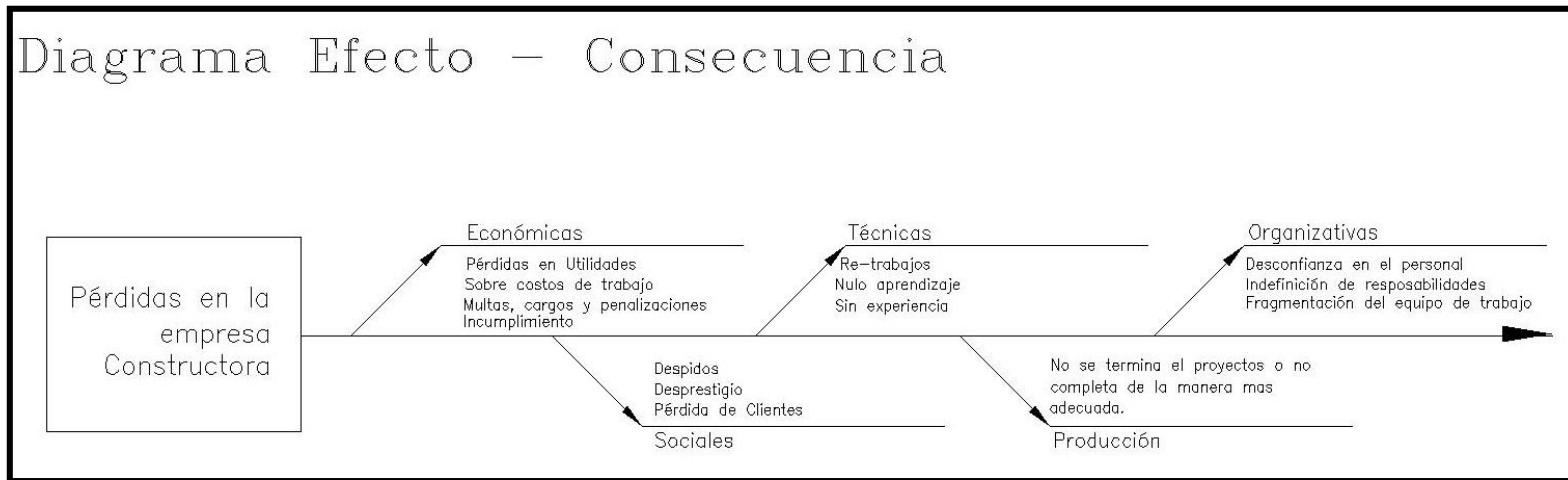 Diagrama Efecto – Consecuencia
Pérdidas en la
empresa
Constructora
Económicas
Pérdidas en Utilidades
Sobre costos de trabajo
Multas, cargos y penalizaciones
Incumplimiento
Técnicas
Re-trabajos
Nulo aprendizaje
Sin experiencia
Organizativas
Desconfianza en el personal
Indefinición de resposabilidades
Fragmentación del equipo de trabajo
Despidos
Desprestigio
Pérdida de Clientes
Sociales
No se termina el proyectos o no
completa de la manera mas
adecuada.
Producción